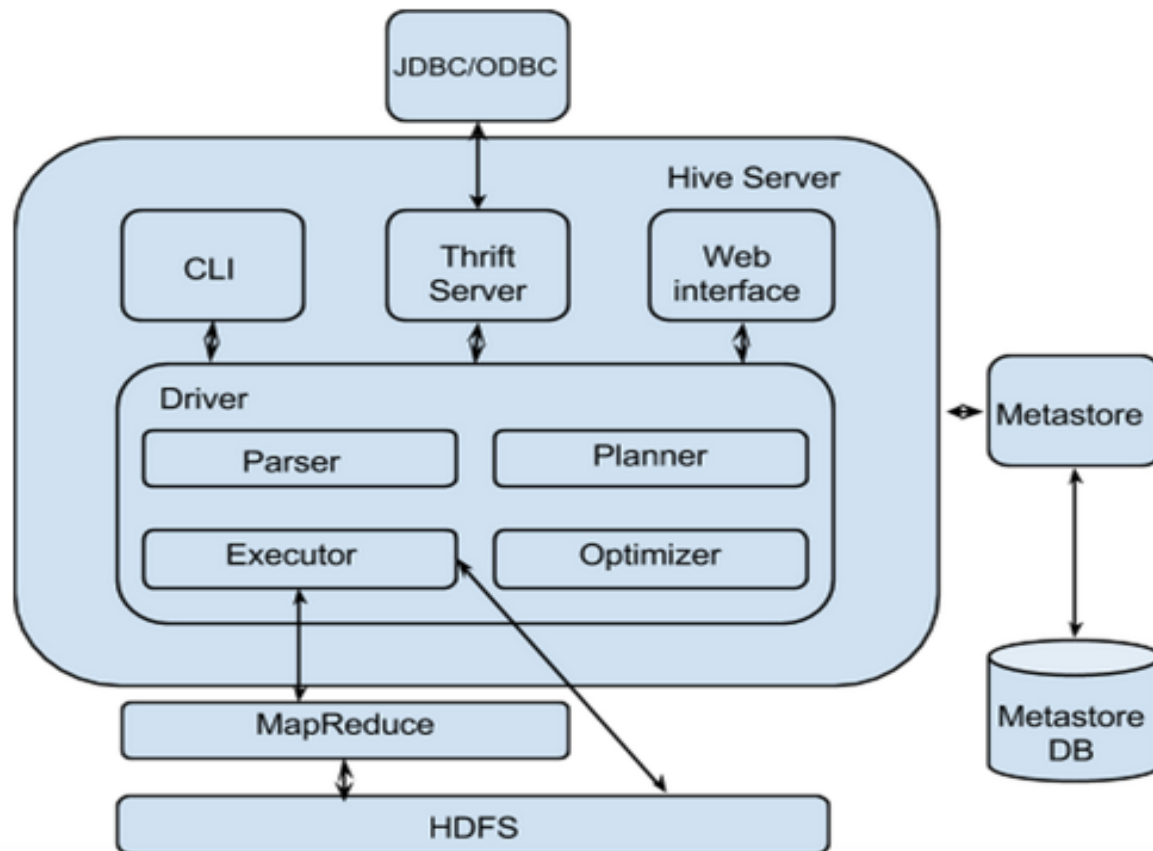 JDBC/ODBC
Hive Server
CLI
Thrift
Server
Web
interface
Driver
Parser
Planner
Executor
Optimizer
Metastore
MapReduce
HDFS
Metastore
DB